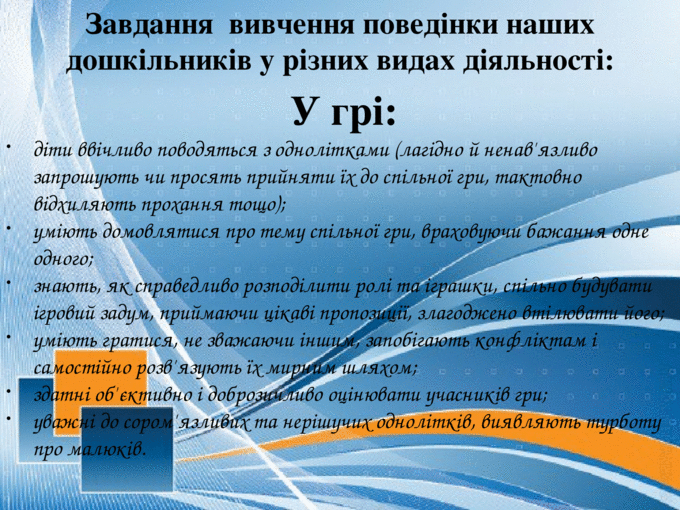 Завдання  вивчення поведінки наших
дошкільників у різних видах діяльності:
У грі:
• діти ввічливо поводяться з однолітками (лагідно й ненав'язливо
запрошують чи просять прийняти їх до спільної гри, тактовно
відхиляють прохання тощо);
• уміють домовлятися про тему спільної гри, враховуючи бажання одне
одного;
• знають, як справедливо розподілити ролі та іграшки, спільно будувати
ігровий задум, приймаючи цікаві пропозиції, злагоджено втілювати його;
• уміють гратися, не зважаючи іншим, запобігають конфліктам і
самостійно розв'язують їх мирним шляхом;
• здатні об'єктивно і доброзичливо оцінювати учасників гри;
• уважні до сором'язливих та нерішучих однолітків, виявляють турботу
про малюків.